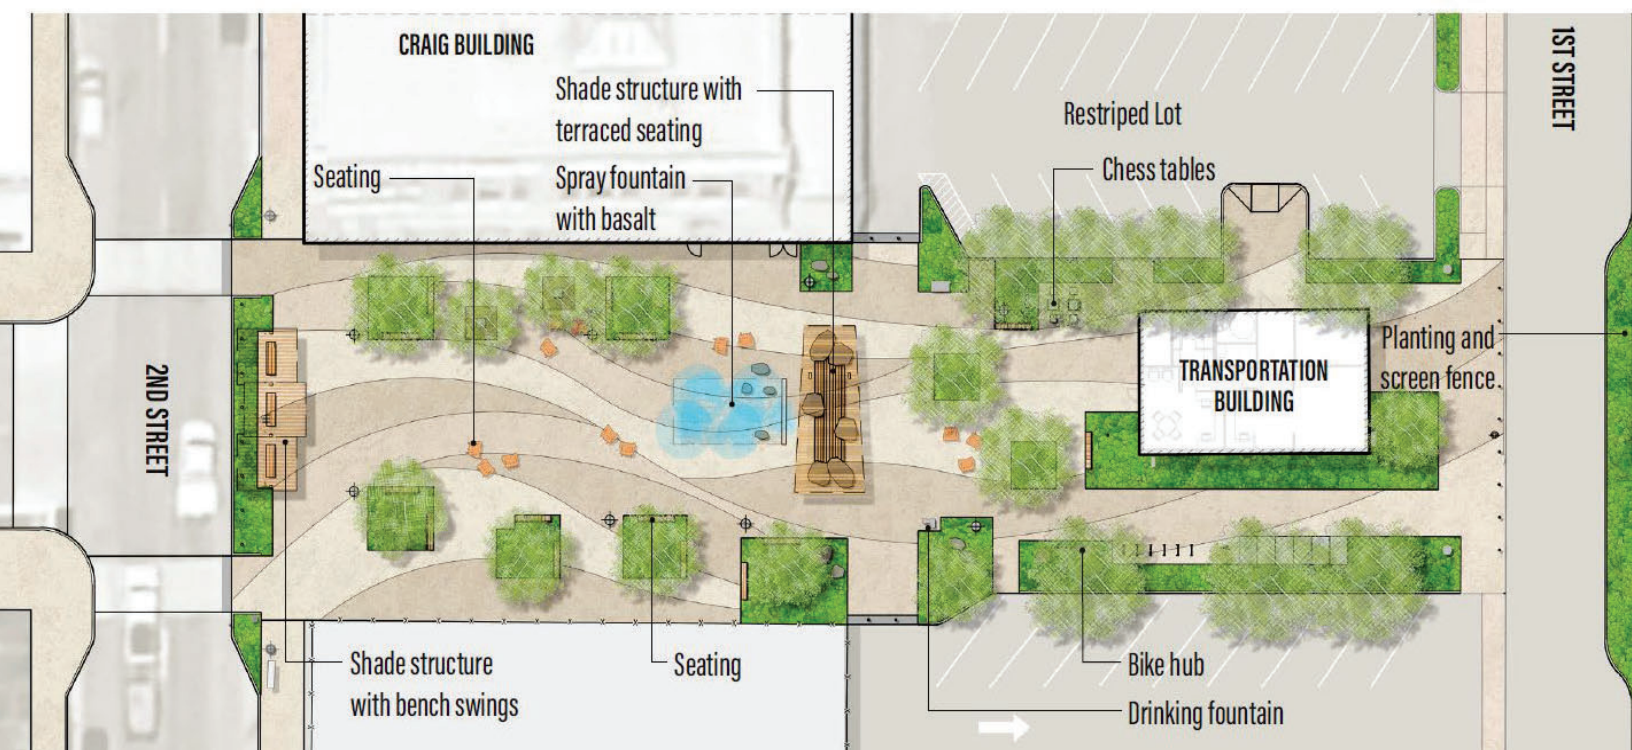 CRAIG BUILDING
Shade structure with
terraced seating
Seating
Spray fountain
with basalt
Restriped Lot
Chess tables
1ST STREET
2ND STREET
TRANSPORTATION
BUILDING
Planting and
screen fence
Shade structure
with bench swings
Seating
Bike hub
Drinking fountain